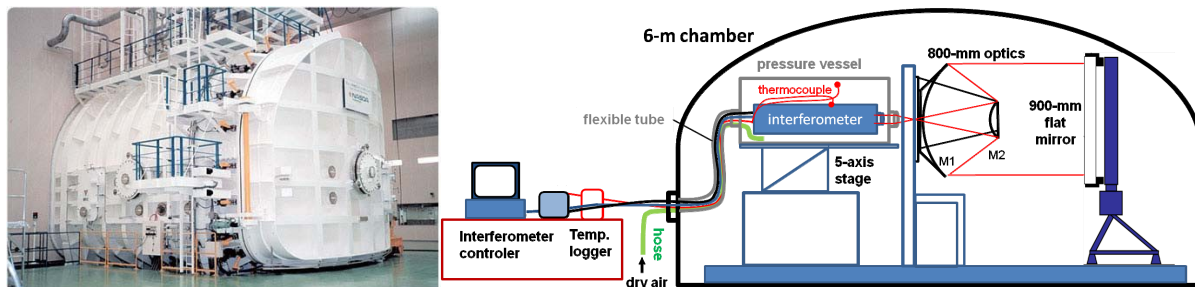 6-m chamber
800-mm optics
pressure vessel
thermocouple
900-mm
flat
mirror
flexible tube
interferometer
M1
M2
5-axis
stage
Interferometer
controler
Temp.
logger
hose
dry air